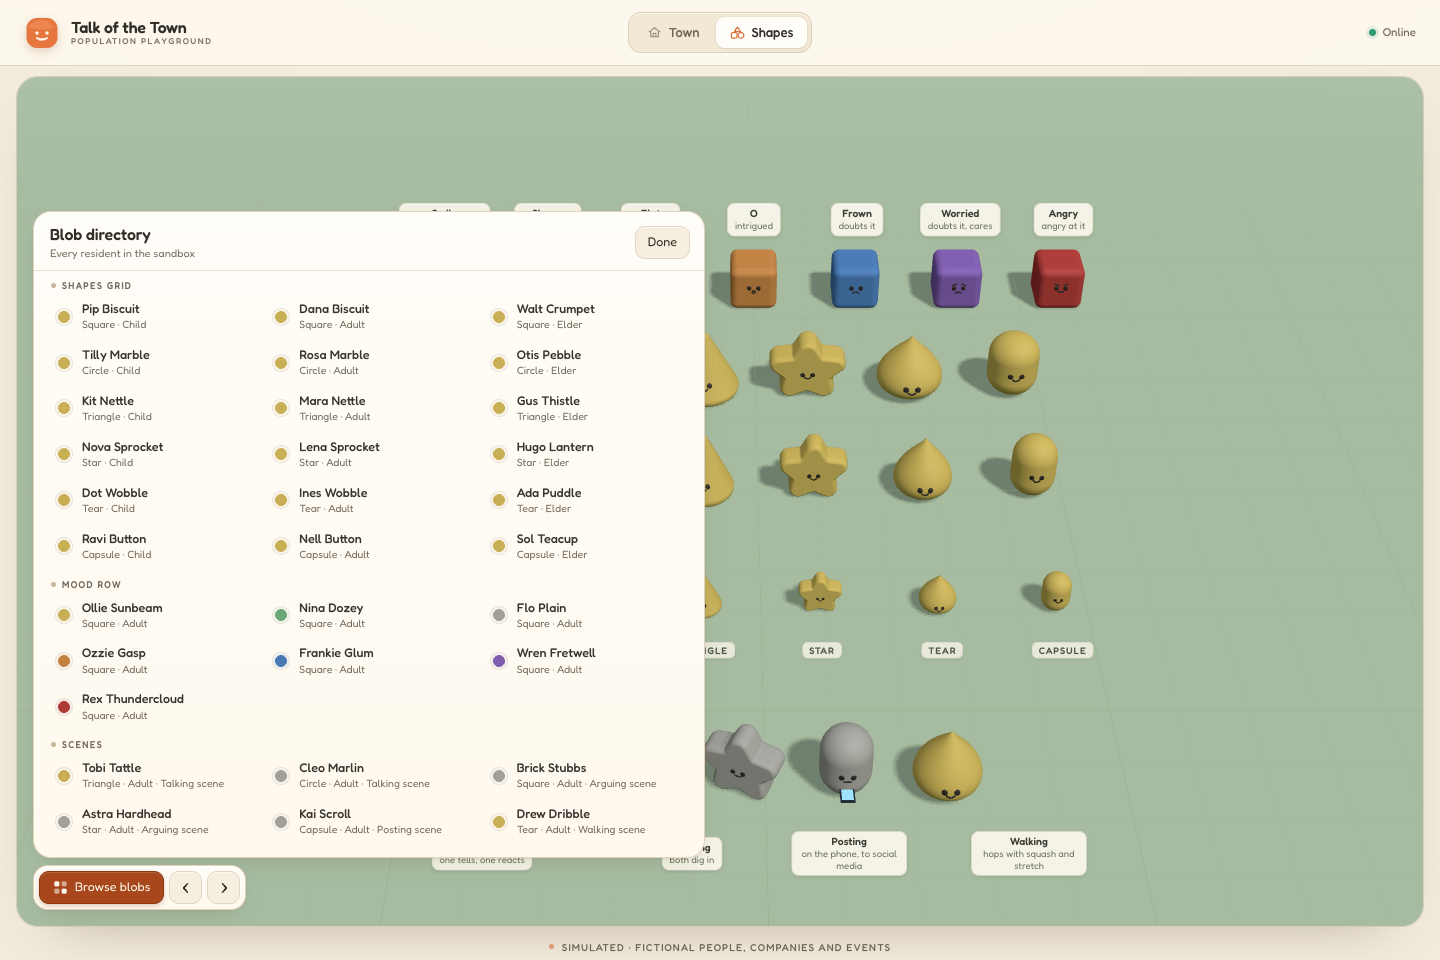 Talk of the Town
POPULATION PLAYGROUND
Town
Shapes
Online
O
intrigued
Frown
doubts it
Worried
doubts it, cares
Angry
angry at it
Blob directory
Every resident in the sandbox
Done
SHAPES GRID
Pip Biscuit
Square · Child
Dana Biscuit
Square · Adult
Walt Crumpet
Square · Elder
Tilly Marble
Circle · Child
Rosa Marble
Circle · Adult
Otis Pebble
Circle · Elder
Kit Nettle
Triangle · Child
Mara Nettle
Triangle · Adult
Gus Thistle
Triangle · Elder
Nova Sprocket
Star · Child
Lena Sprocket
Star · Adult
Hugo Lantern
Star · Elder
Dot Wobble
Tear · Child
Ines Wobble
Tear · Adult
Ada Puddle
Tear · Elder
Ravi Button
Capsule · Child
Nell Button
Capsule · Adult
Sol Teacup
Capsule · Elder
MOOD ROW
Ollie Sunbeam
Square · Adult
Nina Dozey
Square · Adult
Flo Plain
Square · Adult
Ozzie Gasp
Square · Adult
Frankie Glum
Square · Adult
Wren Fretwell
Square · Adult
Rex Thundercloud
Square · Adult
SCENES
Tobi Tattle
Triangle · Adult · Talking scene
Cleo Marlin
Circle · Adult · Talking scene
Brick Stubbs
Square · Adult · Arguing scene
Astra Hardhead
Star · Adult · Arguing scene
Kai Scroll
Capsule · Adult · Posting scene
Drew Dribble
Tear · Adult · Walking scene
STAR
TEAR
CAPSULE
one tells, one reacts
both dig in
Posting
on the phone, to social
media
Walking
hops with squash and
stretch
Browse blobs
SIMULATED · FICTIONAL PEOPLE, COMPANIES AND EVENTS